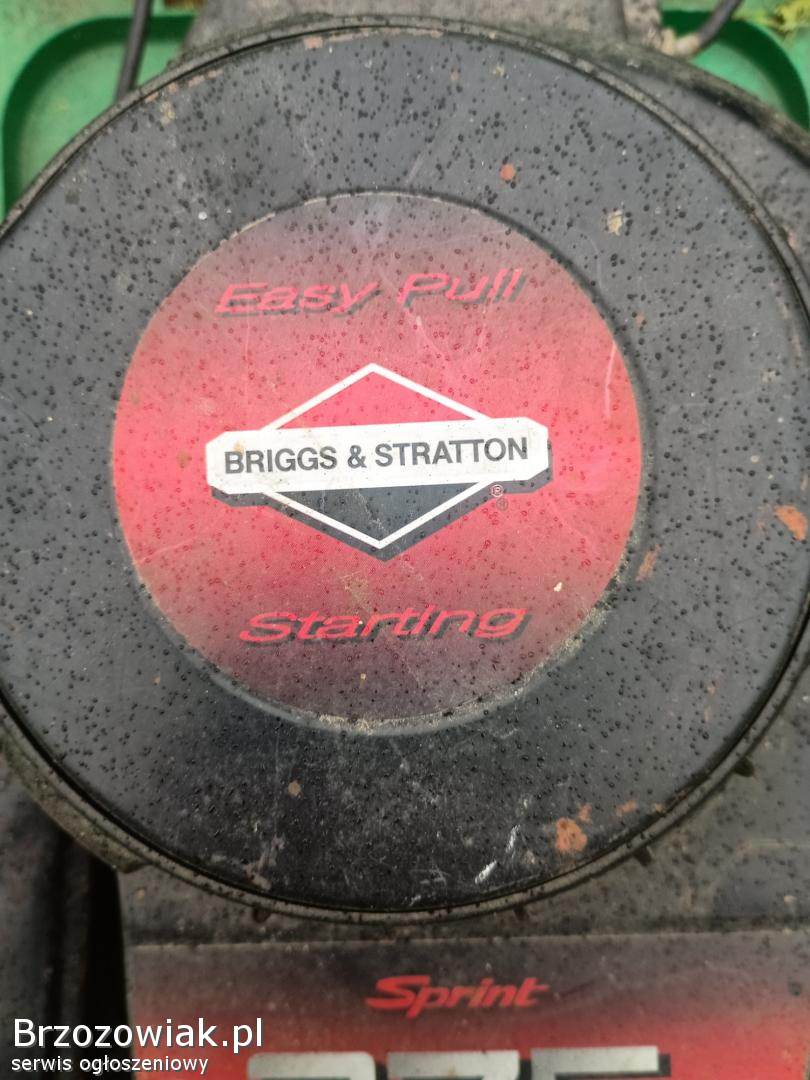 Easy Pull
BRIGGS & STRATTON
®
Starting
Sprint
Brzozowiak.pl
serwis ogłoszeniowy